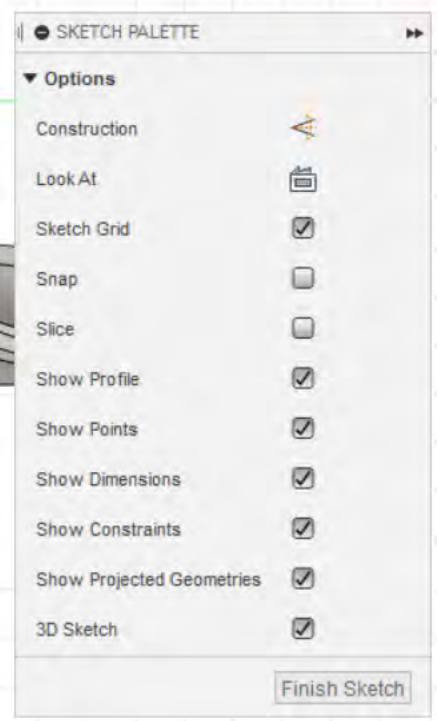 SKETCH PALETTE
Options
Construction
Look At
Sketch Grid
Snap
Slice
Show Profile
Show Points
Show Dimensions
Show Constraints
Show Projected Geometries
3D Sketch
Finish Sketch